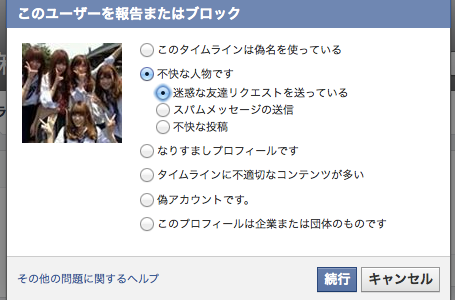 このユーザーを報告またはブロック
このタイムラインは偽名を使っている
不快な人物です
迷惑な友達リクエストを送っている
スパムメッセージの送信
不快な投稿
なりすましプロフィールです
タイムラインに不適切なコンテンツが多い
偽アカウントです。
このプロフィールは企業または団体のものです
その他の問題に関するヘルプ
続行
キャンセル